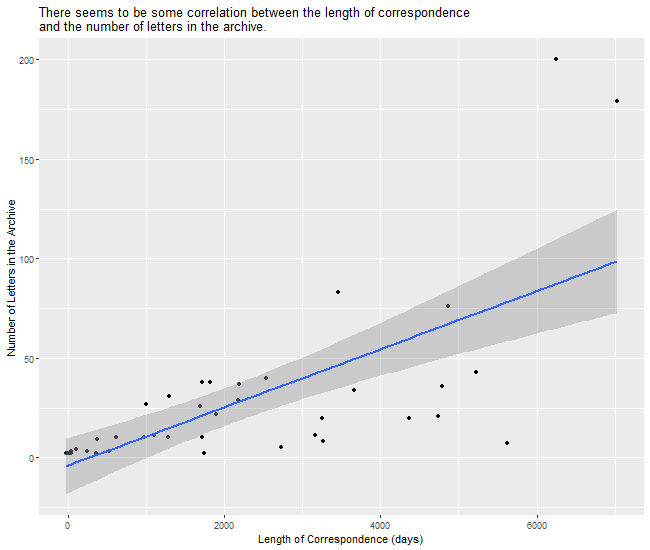 There seems to be some correlation between the length of correspondence
and the number of letters in the archive.
200
150
100
50
0
Number of Letters in the Archive
0 2000 4000 6000
Length of Correspondence (days)